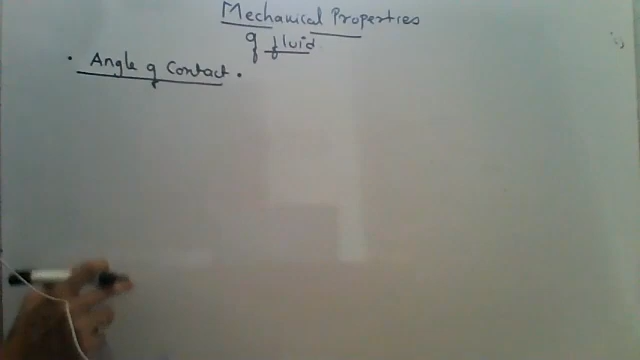 Mechanical Properties
of fluid.
• Angle of Contact •